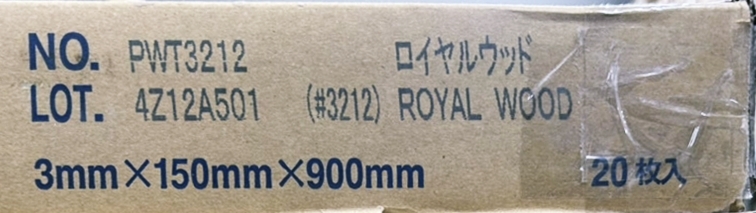 NO. PWT3212 ロイヤルウッド
LOT. 4Z12A501 (#3212) ROYAL WOOD
3mm×150mm×900mm 20枚入